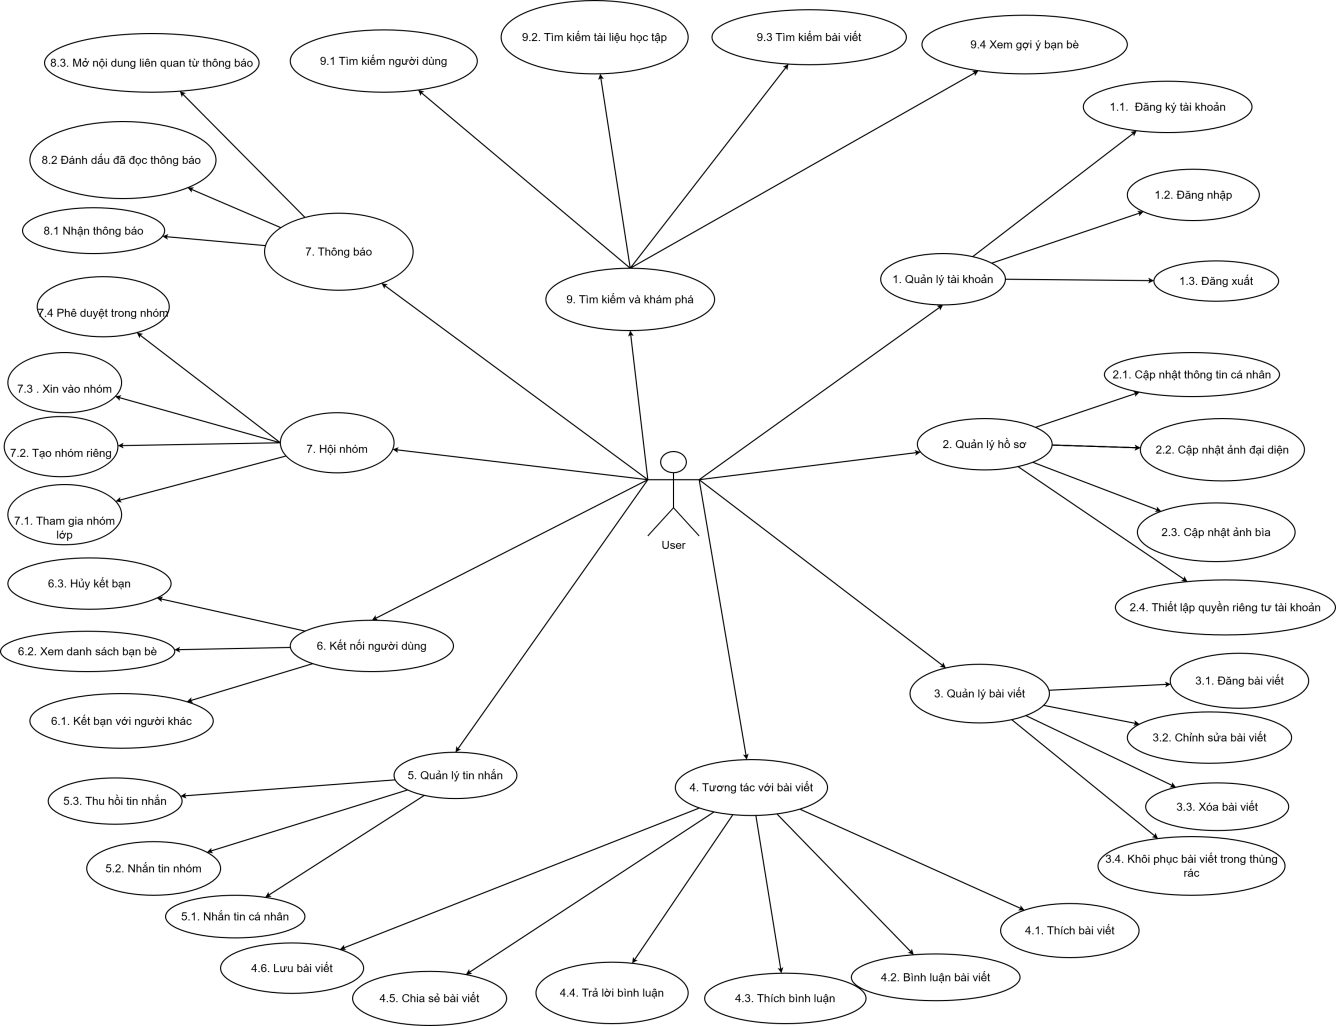 8.3. Mở nội dung liên quan từ thông báo
9.1 Tìm kiếm người dùng
9.2. Tìm kiếm tài liệu học tập
9.3 Tìm kiếm bài viết
9.4 Xem gợi ý bạn bè
1.1.  Đăng ký tài khoản
8.2 Đánh dấu đã đọc thông báo
1.2. Đăng nhập
8.1 Nhận thông báo
7. Thông báo
9. Tìm kiếm và khám phá
1. Quản lý tài khoản
1.3. Đăng xuất
7.4 Phê duyệt trong nhóm
7.3 . Xin vào nhóm
7.2. Tạo nhóm riêng
7.1. Tham gia nhóm
lớp
7. Hội nhóm
2. Quản lý hồ sơ
2.1. Cập nhật thông tin cá nhân
2.2. Cập nhật ảnh đại diện
2.3. Cập nhật ảnh bìa
2.4. Thiết lập quyền riêng tư tài khoản
User
6.3. Hủy kết bạn
6.2. Xem danh sách bạn bè
6.1. Kết bạn với người khác
6. Kết nối người dùng
3. Quản lý bài viết
3.1. Đăng bài viết
3.2. Chỉnh sửa bài viết
3.3. Xóa bài viết
3.4. Khôi phục bài viết trong thùng
rác
5. Quản lý tin nhắn
5.3. Thu hồi tin nhắn
5.2. Nhắn tin nhóm
5.1. Nhắn tin cá nhân
4. Tương tác với bài viết
4.6. Lưu bài viết
4.5. Chia sẻ bài viết
4.4. Trả lời bình luận
4.3. Thích bình luận
4.2. Bình luận bài viết
4.1. Thích bài viết